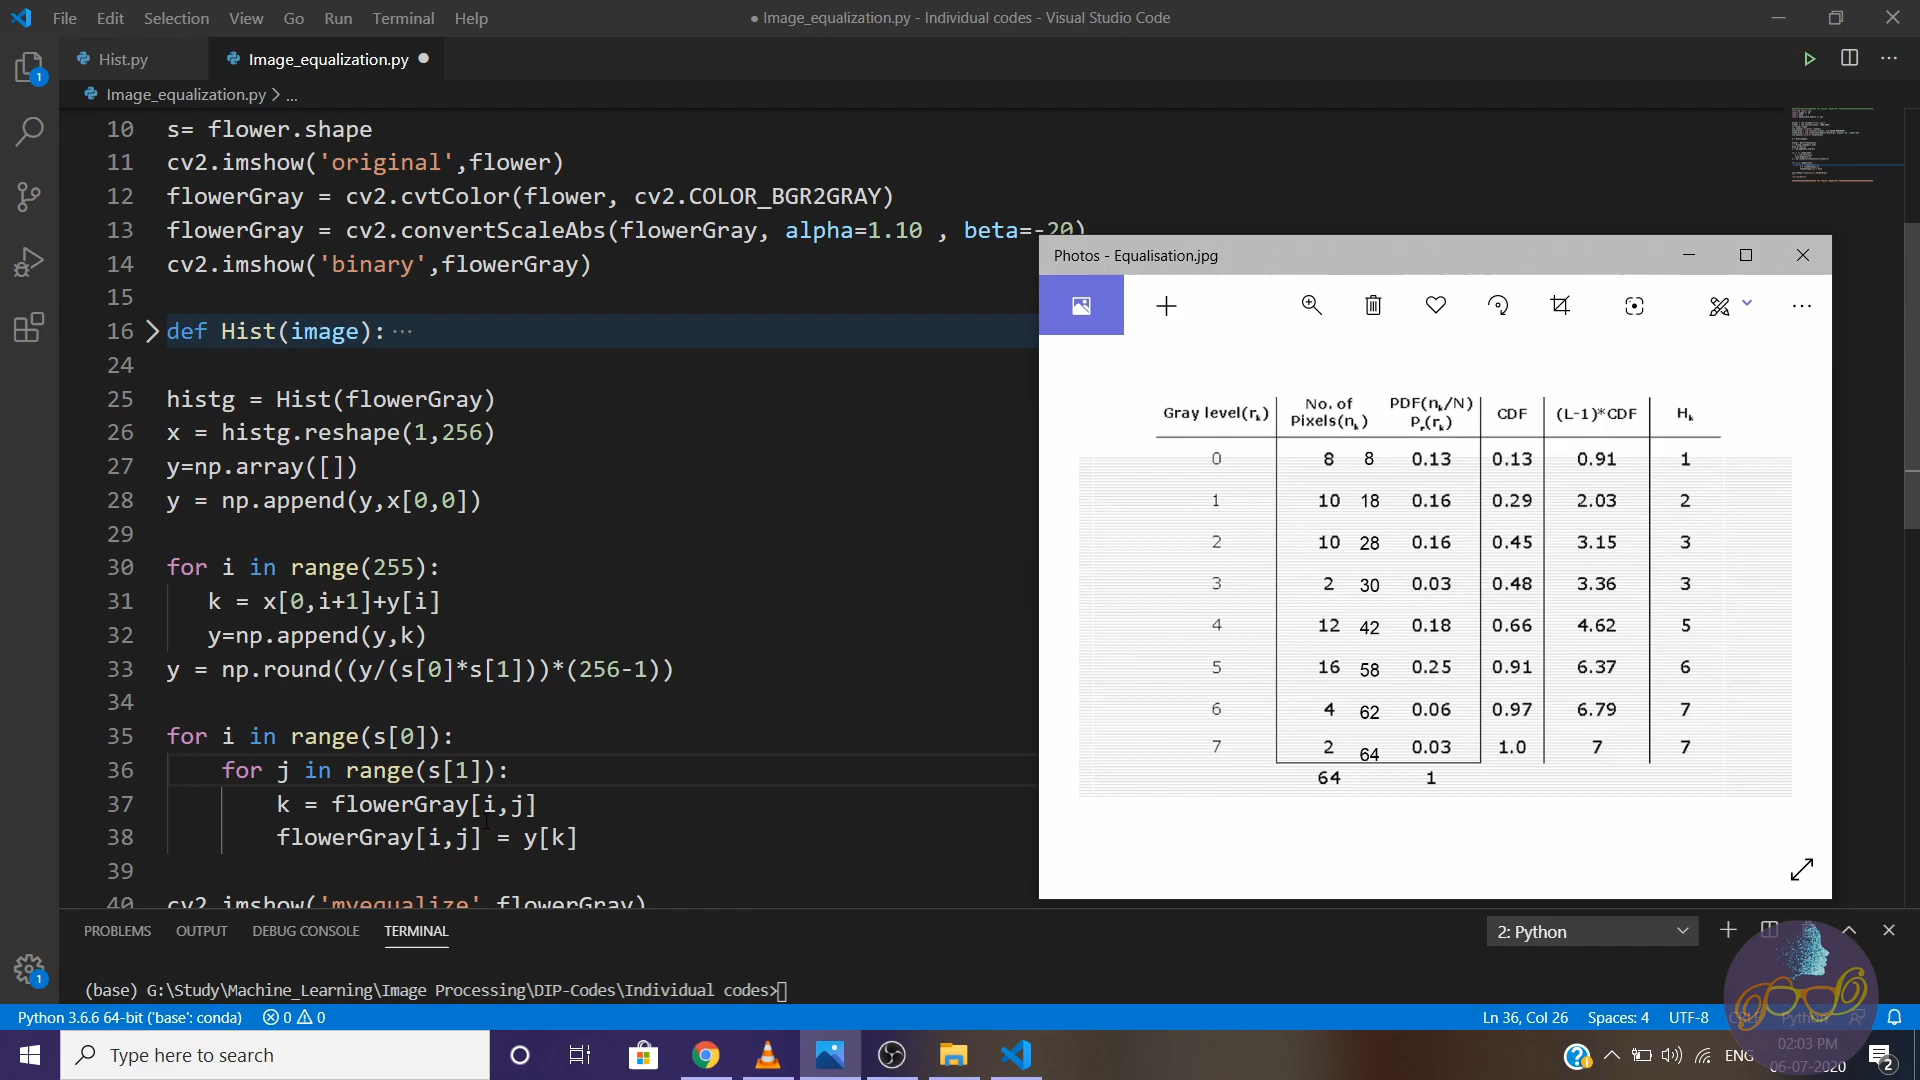 File Edit Selection View Go Run Terminal Help
● Image_equalization.py - Individual codes - Visual Studio Code
Hist.py
Image_equalization.py ●
Image_equalization.py > ...
10 s= flower.shape
11 cv2.imshow('original',flower)
12 flowerGray = cv2.cvtColor(flower, cv2.COLOR_BGR2GRAY)
13 flowerGray = cv2.convertScaleAbs(flowerGray, alpha=1.10 , beta=-20)
14 cv2.imshow('binary',flowerGray)
15
16 def Hist(image):···
24
25 histg = Hist(flowerGray)
26 x = histg.reshape(1,256)
27 y=np.array([])
28 y = np.append(y,x[0,0])
29
30 for i in range(255):
31 k = x[0,i+1]+y[i]
32 y=np.append(y,k)
33 y = np.round((y/(s[0]*s[1]))*(256-1))
34
35 for i in range(s[0]):
36 for j in range(s[1]):
37 k = flowerGray[i,j]
38 flowerGray[i,j] = y[k]
39
40 cv2.imshow('myequalize',flowerGray)
Photos - Equalisation.jpg
Gray level(rk) No. of Pixels(nk) PDF(nk/N) Pr(rk) CDF (L-1)*CDF Hk
0 8 8 0.13 0.13 0.91 1
1 10 18 0.16 0.29 2.03 2
2 10 28 0.16 0.45 3.15 3
3 2 30 0.03 0.48 3.36 3
4 12 42 0.18 0.66 4.62 5
5 16 58 0.25 0.91 6.37 6
6 4 62 0.06 0.97 6.79 7
7 2 64 0.03 1.0 7 7
64 1
PROBLEMS OUTPUT DEBUG CONSOLE TERMINAL
2: Python
(base) G:\Study\Machine_Learning\Image Processing\DIP-Codes\Individual codes>
Python 3.6.6 64-bit ('base': conda) 0 0
Ln 36, Col 26 Spaces: 4 UTF-8 CRLF Python
Type here to search
ENG
02:03 PM
06-07-2020
2
1
1